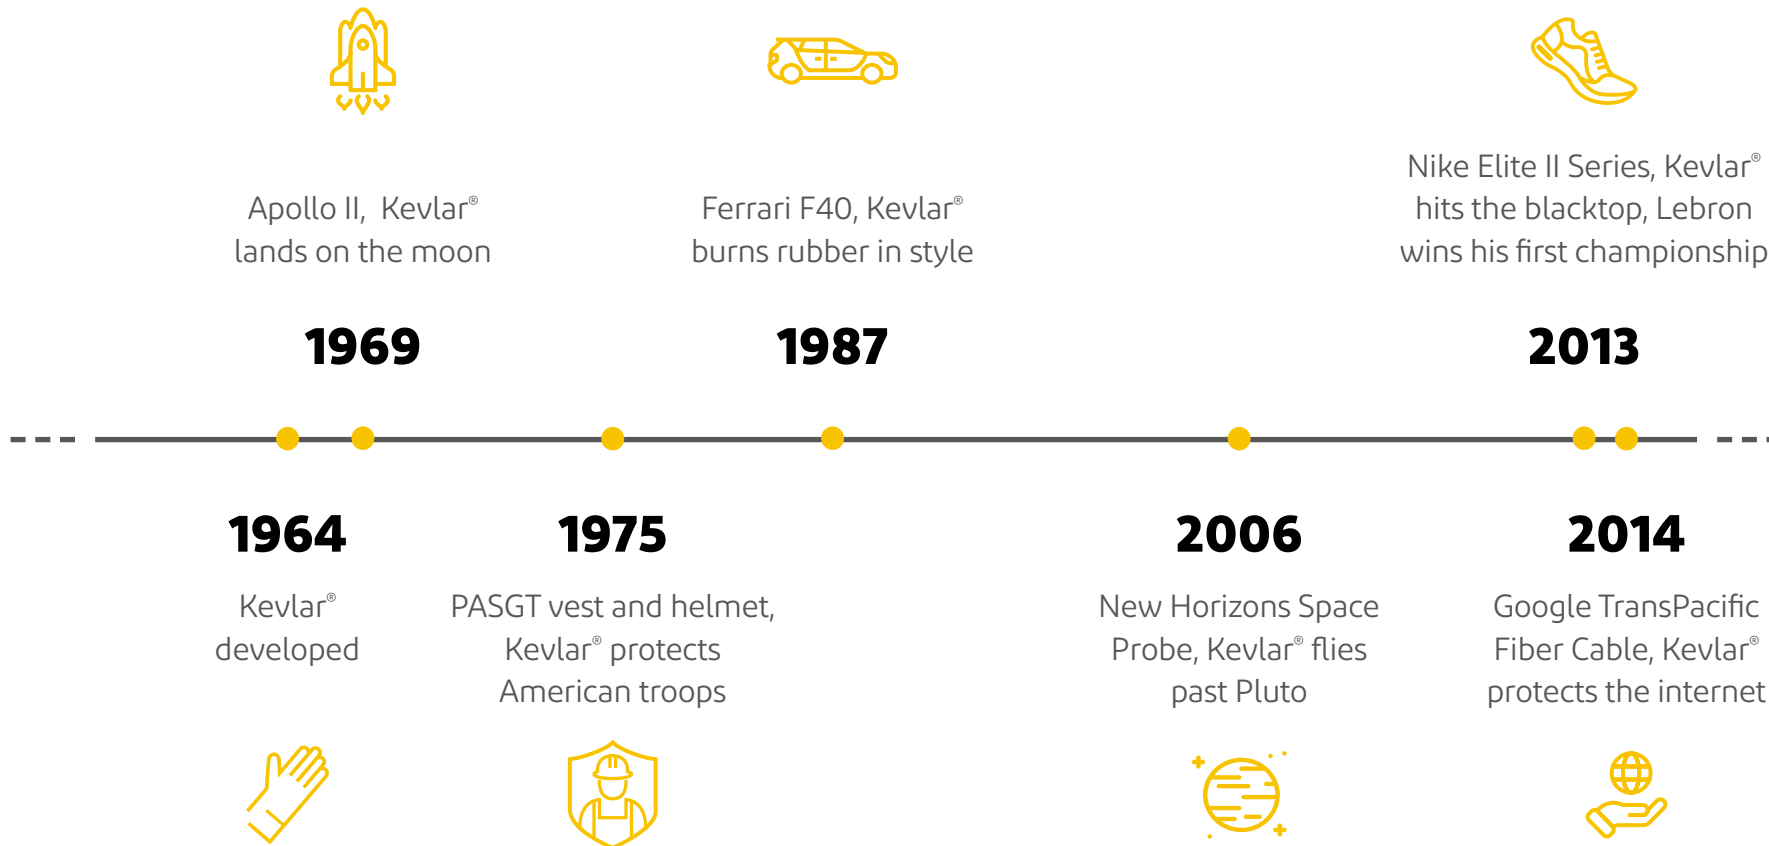 Apollo II, Kevlar®
lands on the moon
1969
Ferrari F40, Kevlar®
burns rubber in style
1987
Nike Elite II Series, Kevlar®
hits the blacktop, Lebron
wins his first championship
2013
1964
Kevlar®
developed
1975
PASGT vest and helmet,
Kevlar® protects
American troops
2006
New Horizons Space
Probe, Kevlar® flies
past Pluto
2014
Google TransPacific
Fiber Cable, Kevlar®
protects the internet